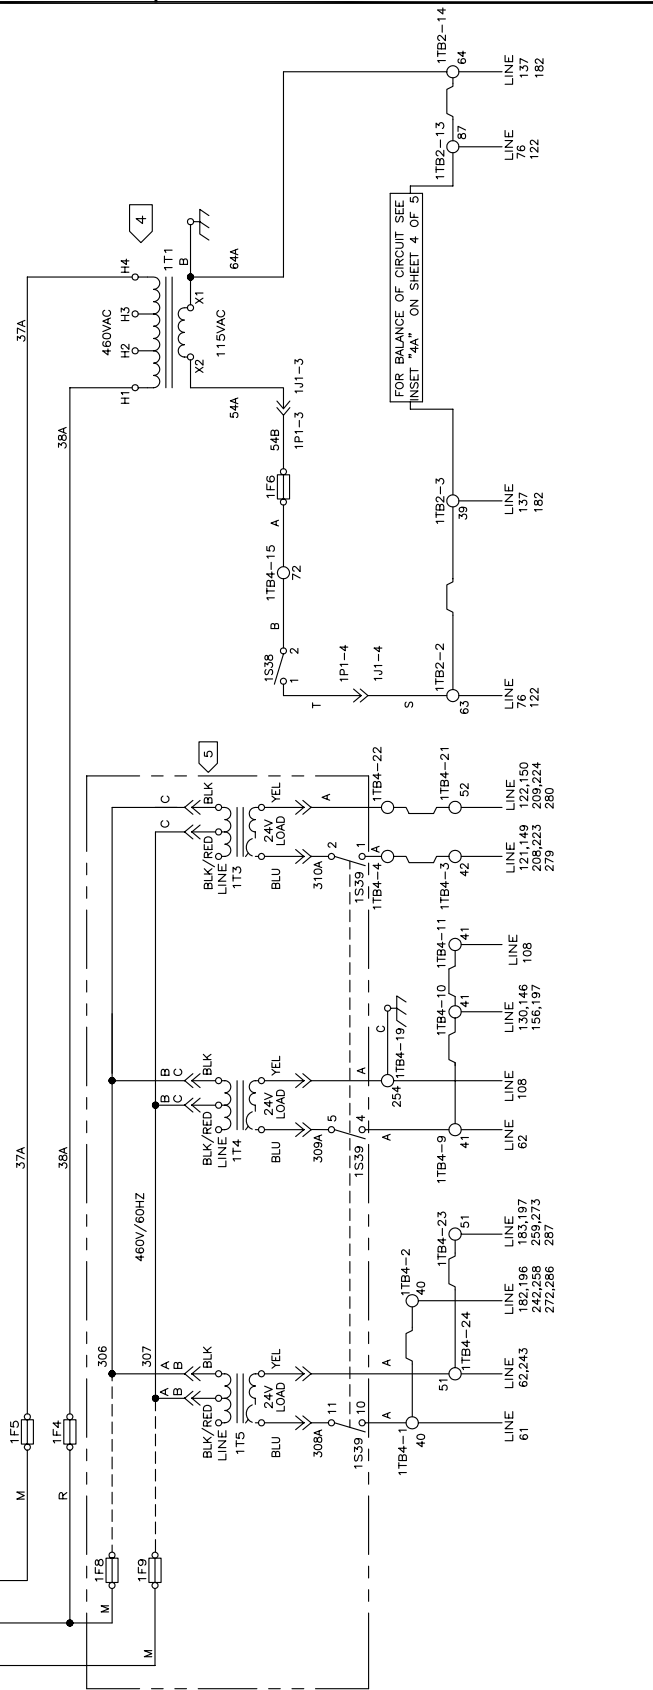 1TB2-14
64
LINE
137
182
1TB2-13
87
LINE
76
122
4
H4
1T1
B
64A
37A
H3
X1
460VAC
115VAC
H2
X2
H1
38A
54A
1J1-3
54B
1P1-3
1F6
A
1TB4-15
72
B
1S38
2
1
T
1P1-4
1J1-4
S
FOR BALANCE OF CIRCUIT SEE
INSET "4A" ON SHEET 4 OF 5
1TB2-3
39
LINE
137
182
1TB2-2
63
LINE
76
122
5
C
BLK
YEL
A
1TB4-22
1TB4-21
52
LINE
122,150
209,224
280
C
24V
LOAD
BLK/RED
LINE
1T3
BLU
310A
2
1
1S39
A
1TB4-4
1TB4-3
42
LINE
121,149
208,223
279
1TB4-11
41
LINE
108
1TB4-10
41
LINE
130,146
156,197
C
1TB4-19
254
B
C
BLK
YEL
A
LINE
108
B
C
24V
LOAD
BLK/RED
LINE
1T4
BLU
309A
5
4
1S39
A
1TB4-9
41
LINE
62
37A
38A
460V/60HZ
1TB4-23
51
LINE
183,197
259,273
287
1TB4-2
40
LINE
182,196
242,258
272,286
306
307
A
B
BLK
YEL
A
1TB4-24
51
LINE
62,243
A
B
24V
LOAD
BLK/RED
LINE
1T5
BLU
308A
11
10
1S39
A
1TB4-1
40
LINE
61
1F5
1F4
M
R
1F8
1F9
M
M